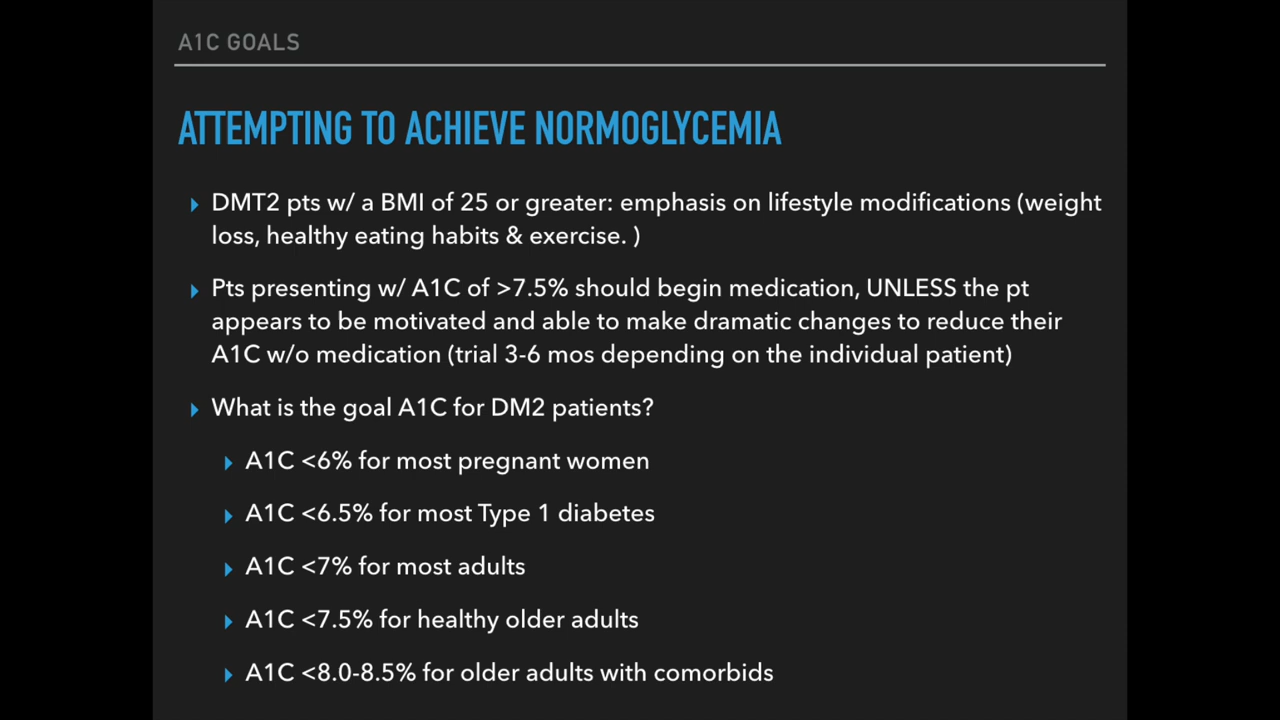 A1C GOALS
ATTEMPTING TO ACHIEVE NORMOGLYCEMIA
DMT2 pts w/ a BMI of 25 or greater: emphasis on lifestyle modifications (weight
loss, healthy eating habits & exercise. )
Pts presenting w/ A1C of >7.5% should begin medication, UNLESS the pt
appears to be motivated and able to make dramatic changes to reduce their
A1C w/o medication (trial 3-6 mos depending on the individual patient)
What is the goal A1C for DM2 patients?
A1C <6% for most pregnant women
A1C <6.5% for most Type 1 diabetes
A1C <7% for most adults
A1C <7.5% for healthy older adults
A1C <8.0-8.5% for older adults with comorbids